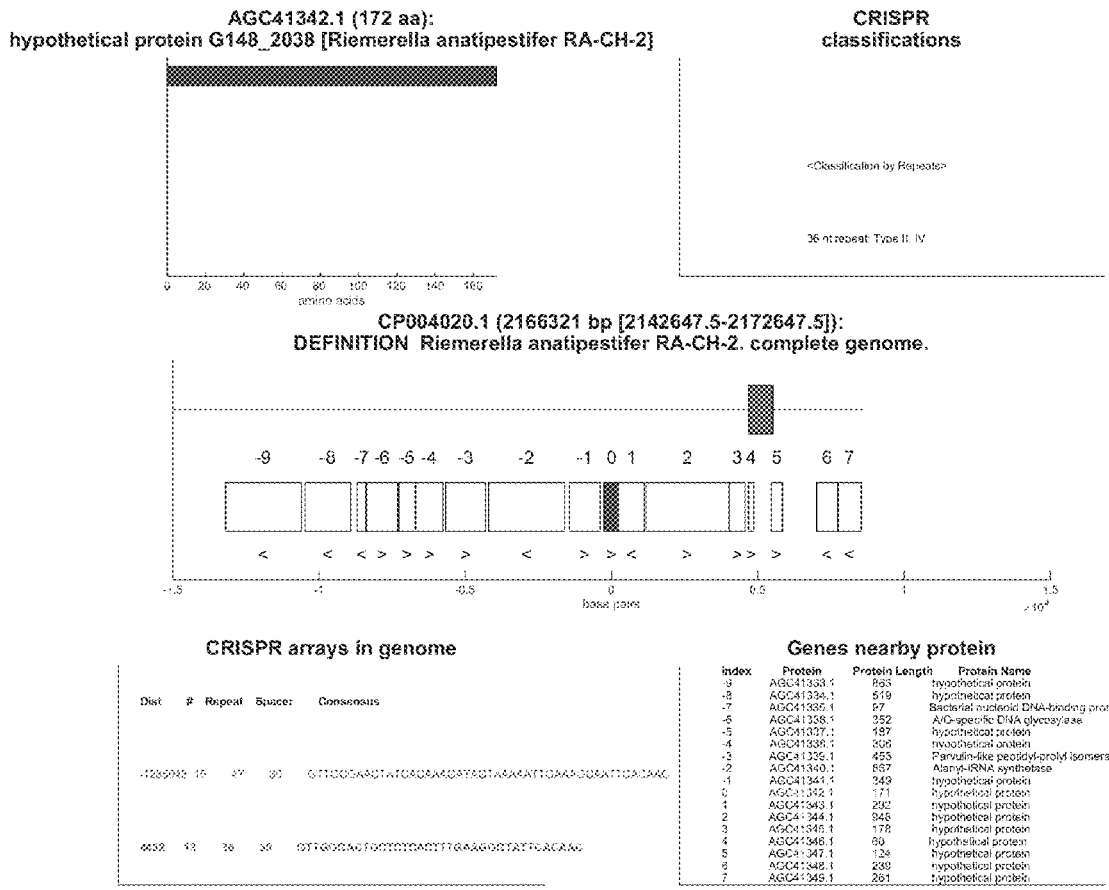 AGC41342.1 (172 aa):
hypothetical protein G148_2038 [Riemerella anatipestifer RA-CH-2]
CRISPR
classifications
<Classification by Repeats>
36 nt repeat: Type II, IV
0 20 40 60 80 100 120 140 160
amino acids
CP004020.1 (2166321 bp [2142647.5-2172647.5]):
DEFINITION Riemerella anatipestifer RA-CH-2, complete genome.
-9 -8 -7 -6 -5 -4 -3 -2 -1 0 1 2 3 4 5 6 7
< < < > > > > < > > < > > > > < <
-1.5 -1 -0.5 0 0.5 1 1.5
base pairs
CRISPR arrays in genome
Dist # Repeat Spacer Consensus
47 30
36 30
Genes nearby protein
Index Protein Protein Length Protein Name
-9 AGC41333.1 863 hypothetical protein
-8 AGC41334.1 519 hypothetical protein
-7 AGC41335.1 97 Bacterial nucleoid DNA-binding prot
-6 AGC41336.1 352 A/G-specific DNA glycosylase
-5 AGC41337.1 187 hypothetical protein
-4 AGC41338.1 306 hypothetical protein
-3 AGC41339.1 453 Parvulin-like peptidyl-prolyl isomers
-2 AGC41340.1 867 Alanyl-tRNA synthetase
-1 AGC41341.1 349 hypothetical protein
0 AGC41342.1 171 hypothetical protein
1 AGC41343.1 292 hypothetical protein
2 AGC41344.1 948 hypothetical protein
3 AGC41345.1 178 hypothetical protein
4 AGC41346.1 60 hypothetical protein
5 AGC41347.1 124 hypothetical protein
6 AGC41348.1 239 hypothetical protein
7 AGC41349.1 261 hypothetical protein